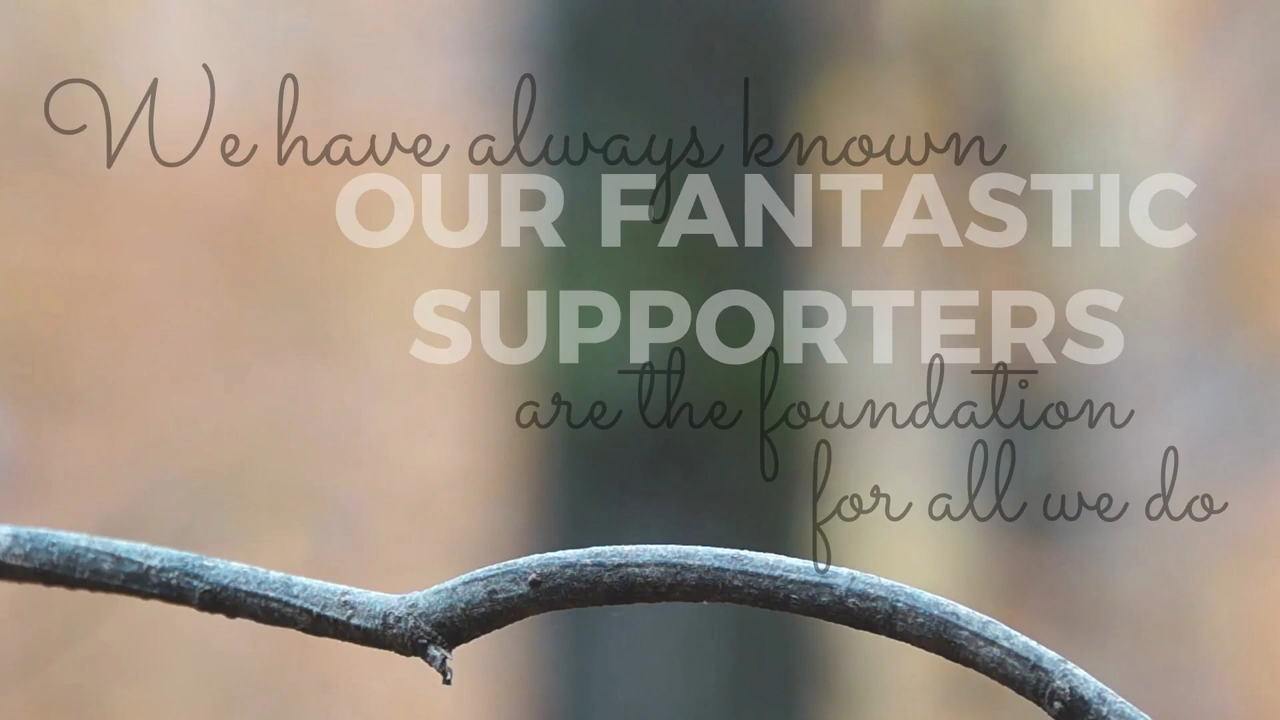 We have always known
OUR FANTASTIC
SUPPORTERS
are the foundation
for all we do